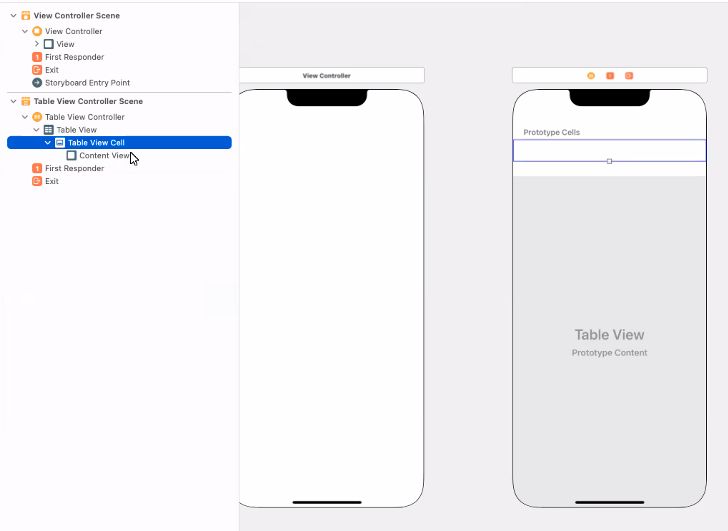 View Controller Scene
View Controller
View
First Responder
Exit
Storyboard Entry Point
Table View Controller Scene
Table View Controller
Table View
Table View Cell
Content View
First Responder
Exit
View Controller
Prototype Cells
Table View
Prototype Content